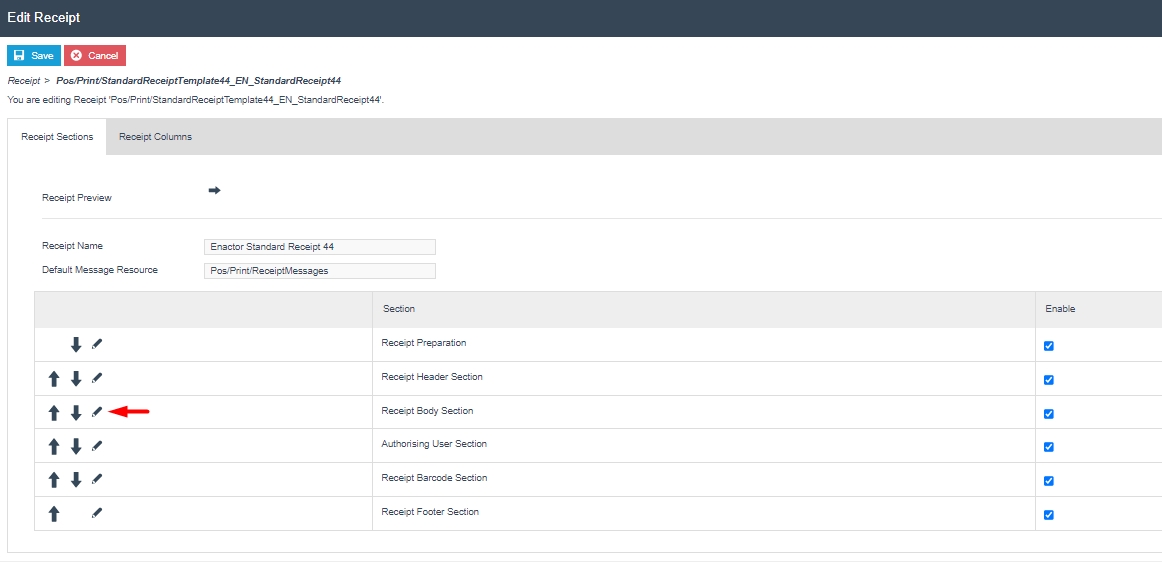 Edit Receipt
Save Cancel
Receipt > Pos/Print/StandardReceiptTemplate44_EN_StandardReceipt44
You are editing Receipt 'Pos/Print/StandardReceiptTemplate44_EN_StandardReceipt44'.
Receipt Sections Receipt Columns
Receipt Preview
Receipt Name Enactor Standard Receipt 44
Default Message Resource Pos/Print/ReceiptMessages
Section Enable
Receipt Preparation
Receipt Header Section
Receipt Body Section
Authorising User Section
Receipt Barcode Section
Receipt Footer Section